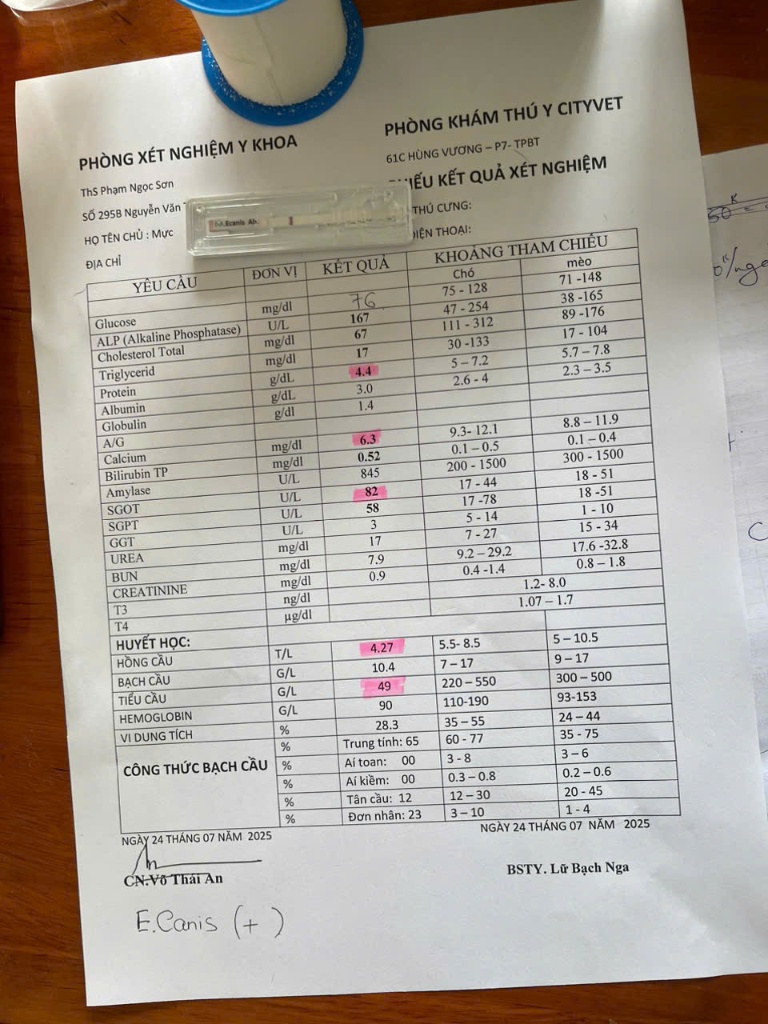 PHÒNG XÉT NGHIỆM Y KHOA
ThS Phạm Ngọc Sơn
SỐ 295B Nguyễn Văn
HỌ TÊN CHỦ : Mực
ĐỊA CHỈ
PHÒNG KHÁM THÚ Y CITYVET
61C HÙNG VƯƠNG – P7- TPBT
KẾT QUẢ XÉT NGHIỆM
THÚ CƯNG:
THOẠI:
E.canis Ab
YÊU CẦU ĐƠN VỊ KẾT QUẢ KHOẢNG THAM CHIẾU
Chó mèo
Glucose mg/dl 76 75 - 128 71 -148
ALP (Alkaline Phosphatase) U/L 167 47 - 254 38 -165
Cholesterol Total mg/dl 67 111 - 312 89 -176
Triglycerid mg/dl 17 30 -133 17 - 104
Protein g/dL 4.4 5 – 7.2 5.7 – 7.8
Albumin g/dL 3.0 2.6 - 4 2.3 – 3.5
Globulin g/dl 1.4
A/G
Calcium mg/dl 6.3 9.3- 12.1 8.8 – 11.9
Bilirubin TP mg/dl 0.52 0.1 – 0.5 0.1 – 0.4
Amylase U/L 845 200 - 1500 300 - 1500
SGOT U/L 82 17 - 44 18 - 51
SGPT U/L 58 17 -78 18 -51
GGT U/L 3 5 - 14 1 - 10
UREA mg/dl 17 7 - 27 15 - 34
BUN mg/dl 7.9 9.2 – 29.2 17.6 -32.8
CREATININE mg/dl 0.9 0.4 -1.4 0.8 – 1.8
T3 ng/dl 1.2- 8.0
T4 µg/dl 1.07 – 1.7
HUYẾT HỌC:
HỒNG CẦU T/L 4.27 5.5- 8.5 5 – 10.5
BẠCH CẦU G/L 10.4 7 – 17 9 – 17
TIỂU CẦU G/L 49 220 – 550 300 – 500
HEMOGLOBIN G/L 90 110-190 93-153
VI DUNG TÍCH % 28.3 35 – 55 24 – 44
CÔNG THỨC BẠCH CẦU % Trung tính: 65 60 - 77 35 - 75
% Aí toan: 00 3 - 8 3 – 6
% Aí kiềm: 00 0.3 – 0.8 0.2 – 0.6
% Tân cầu: 12 12 – 30 20 - 45
% Đơn nhân: 23 3 – 10 1 - 4
NGÀY 24 THÁNG 07 NĂM 2025
NGÀY 24 THÁNG 07 NĂM 2025
CN.Võ Thái An
BSTY. Lữ Bạch Nga
E.Canis (+)